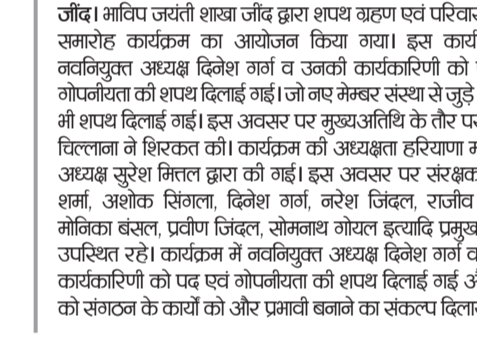 जींद। भाविप जयंती शाखा जींद द्वारा शपथ ग्रहण एवं परिवार
समारोह कार्यक्रम का आयोजन किया गया। इस कार्य
नवनियुक्त अध्यक्ष दिनेश गर्ग व उनकी कार्यकारिणी को
गोपनीयता की शपथ दिलाई गई। जो नए मेम्बर संस्था से जुड़े
भी शपथ दिलाई गई। इस अवसर पर मुख्यअतिथि के तौर पर
चिल्लाना ने शिरकत की। कार्यक्रम की अध्यक्षता हरियाणा
अध्यक्ष सुरेश मित्तल द्वारा की गई। इस अवसर पर संरक्षक
शर्मा, अशोक सिंगला, दिनेश गर्ग, नरेश जिंदल, राजीव
मोनिका बंसल, प्रवीण जिंदल, सोमनाथ गोयल इत्यादि प्रमुख
उपस्थित रहे। कार्यक्रम में नवनियुक्त अध्यक्ष दिनेश गर्ग व
कार्यकारिणी को पद एवं गोपनीयता की शपथ दिलाई गई
को संगठन के कार्यों को और प्रभावी बनाने का संकल्प दिला